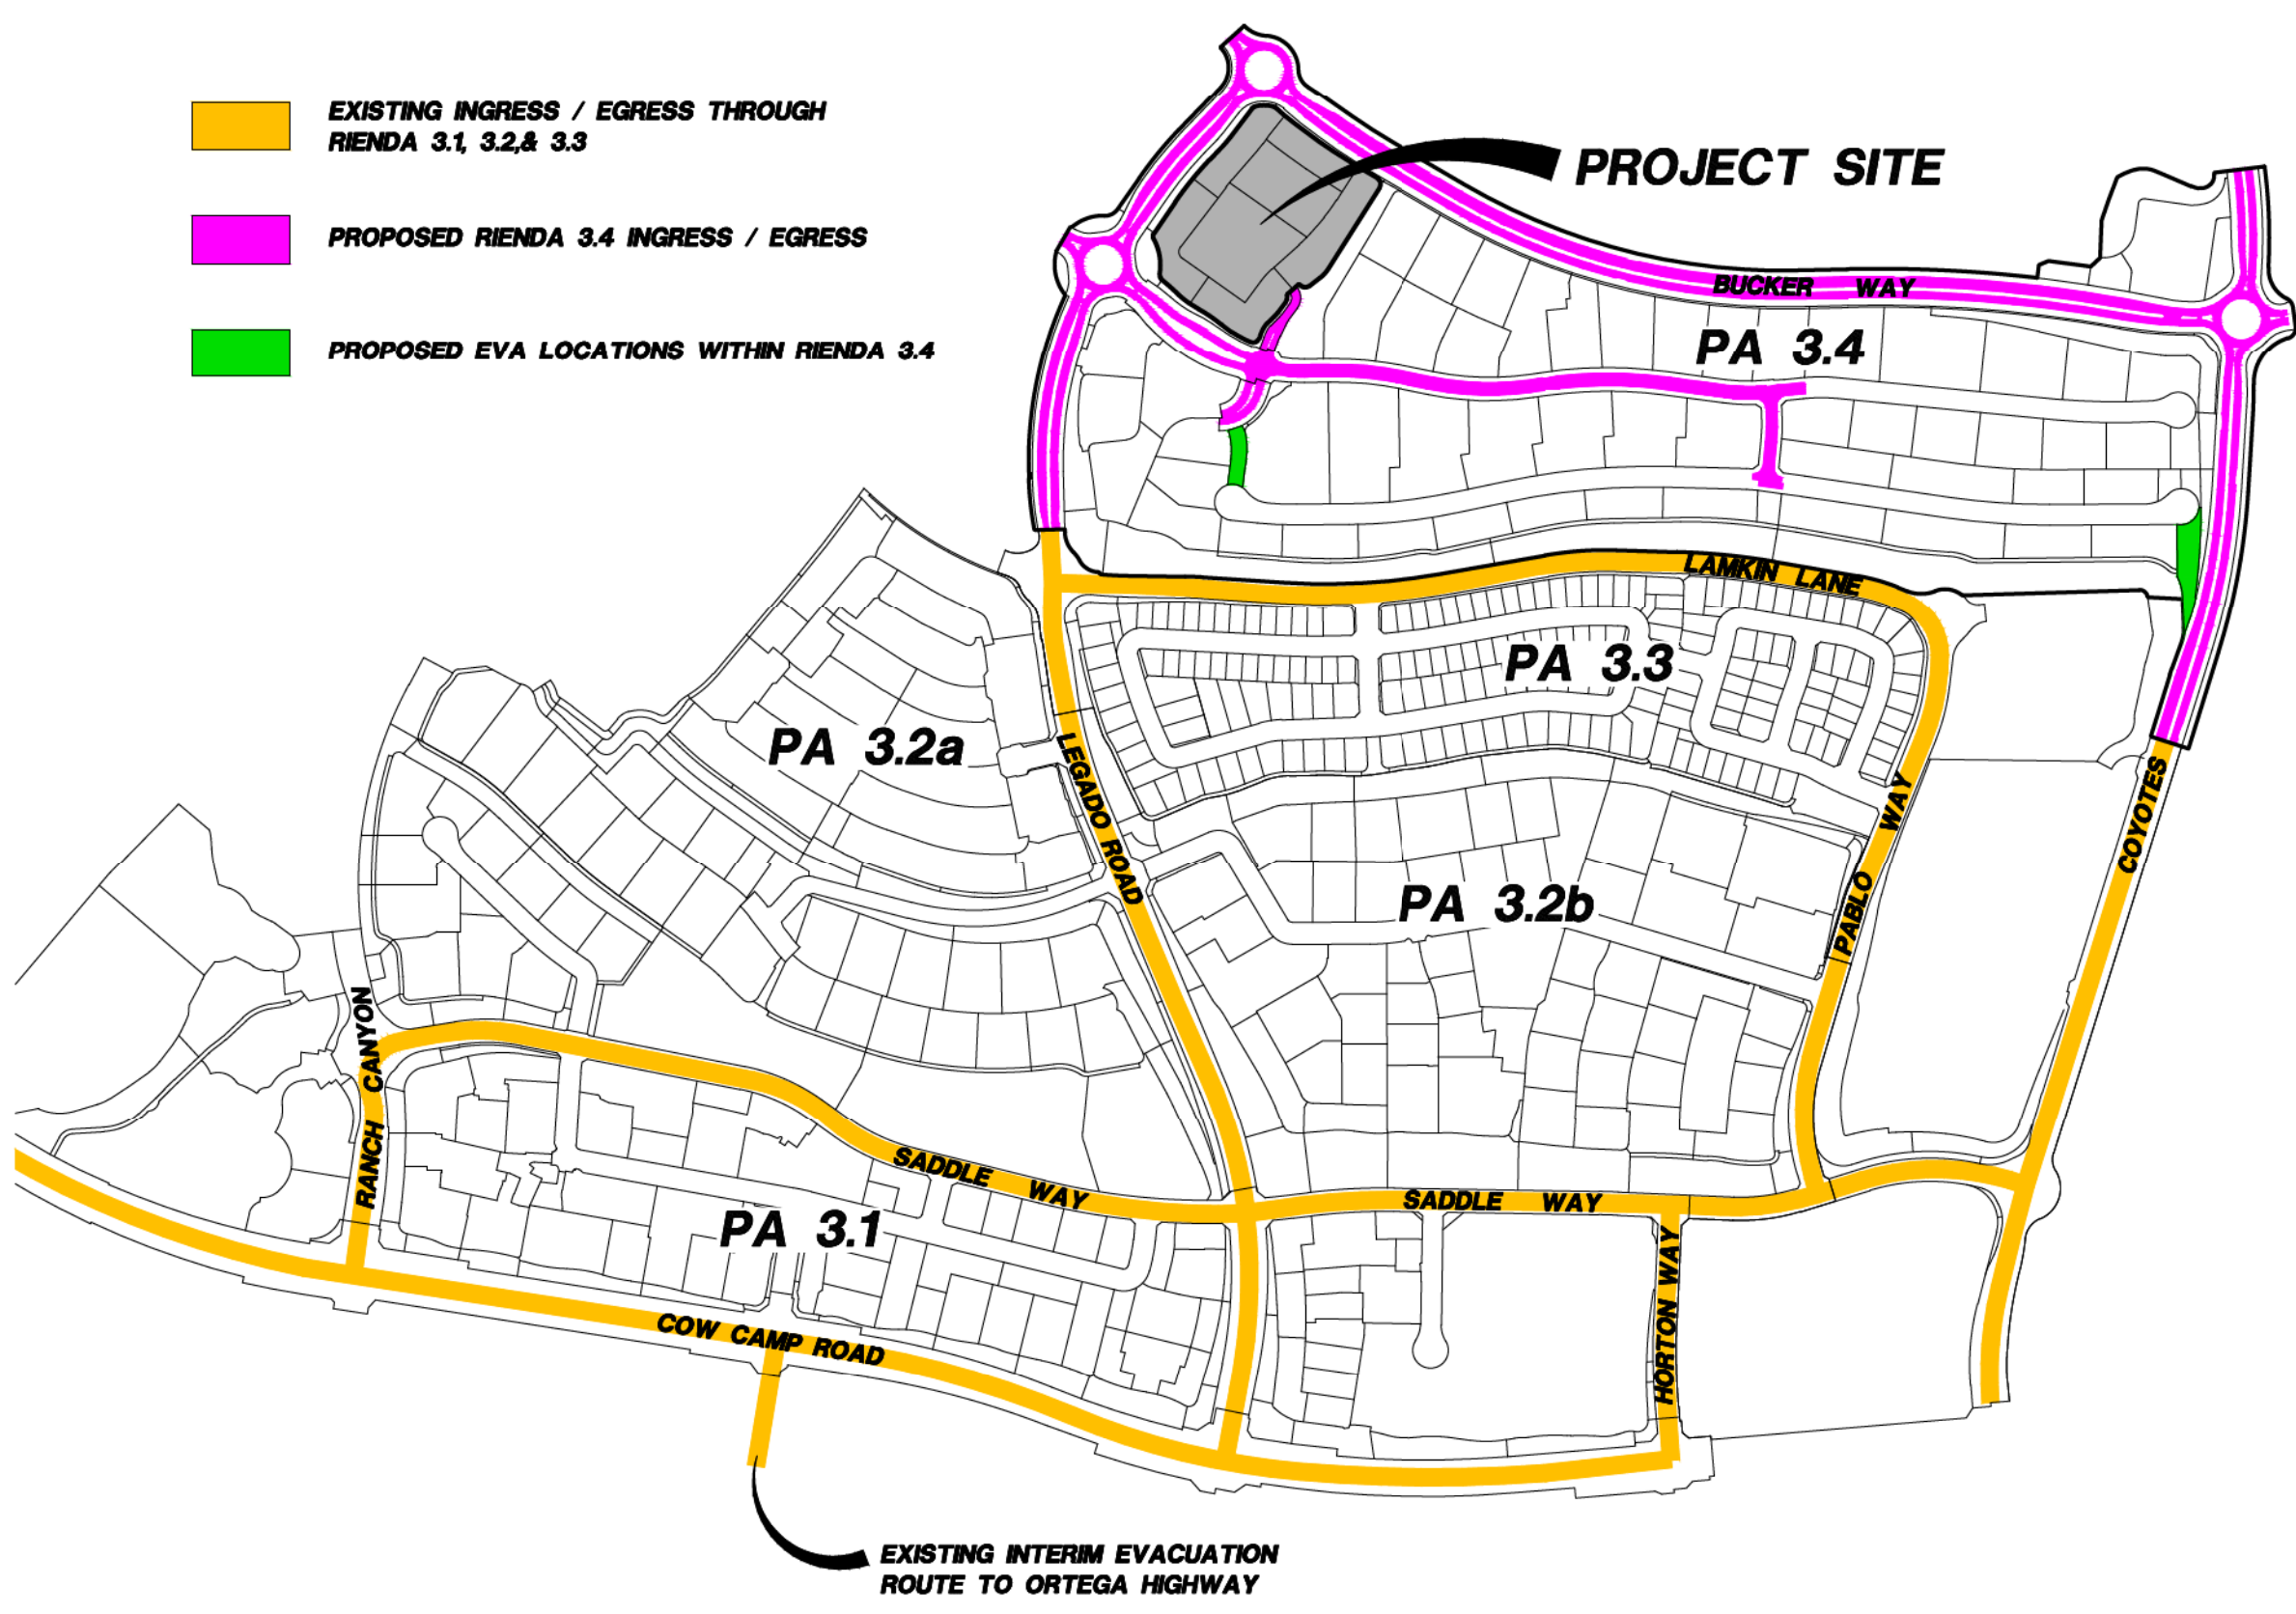 EXISTING INGRESS / EGRESS THROUGH
RIENDA 3.1, 3.2,& 3.3
PROJECT SITE
PROPOSED RIENDA 3.4 INGRESS / EGRESS
BUCKER WAY
PA 3.4
PROPOSED EVA LOCATIONS WITHIN RIENDA 3.4
LAMKIN LANE
PA 3.3
PA 3.2a
LEGADO ROAD
PABLO WAY
COYOTES
PA 3.2b
RANCH CANYON
SADDLE WAY
SADDLE WAY
PA 3.1
HORTON WAY
COW CAMP ROAD
EXISTING INTERIM EVACUATION
ROUTE TO ORTEGA HIGHWAY